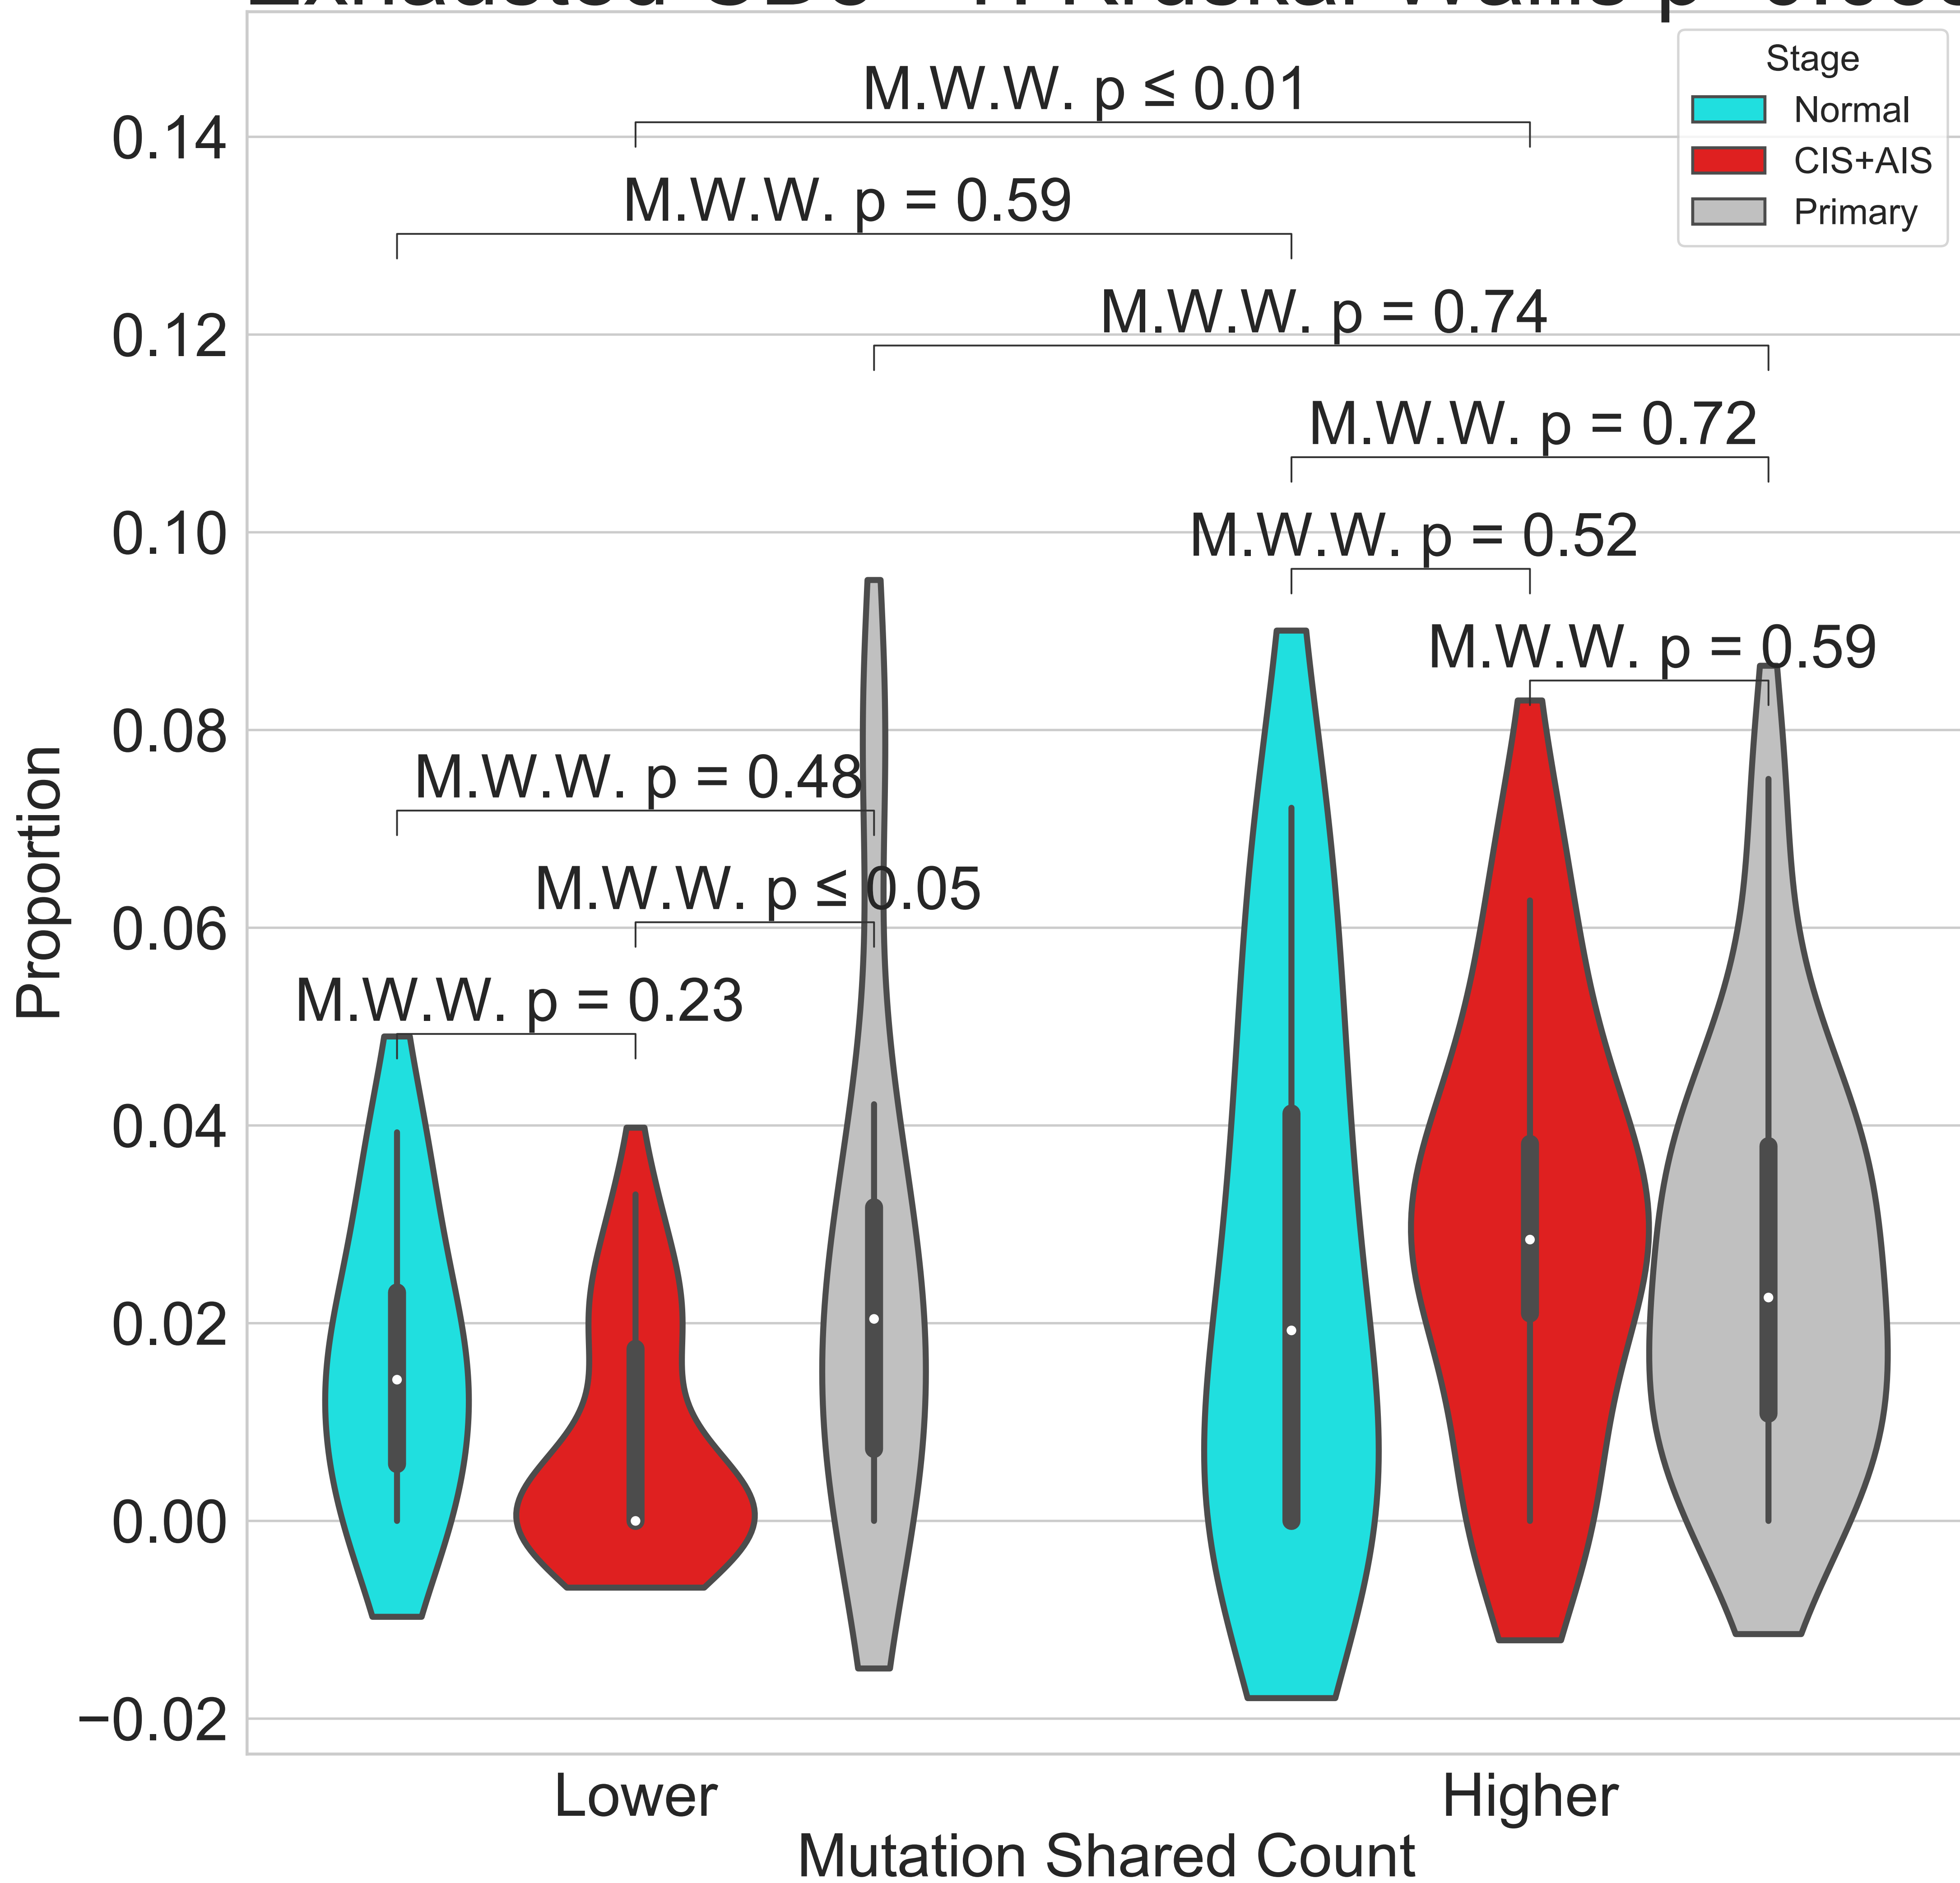 M.W.W. p ≤ 0.01
Stage
Normal
CIS+AIS
Primary
M.W.W. p = 0.59
M.W.W. p = 0.74
M.W.W. p = 0.72
M.W.W. p = 0.52
M.W.W. p = 0.59
M.W.W. p = 0.48
M.W.W. p ≤ 0.05
M.W.W. p = 0.23
0.14
0.12
0.10
0.08
0.06
0.04
0.02
0.00
−0.02
Proportion
Lower
Higher
Mutation Shared Count